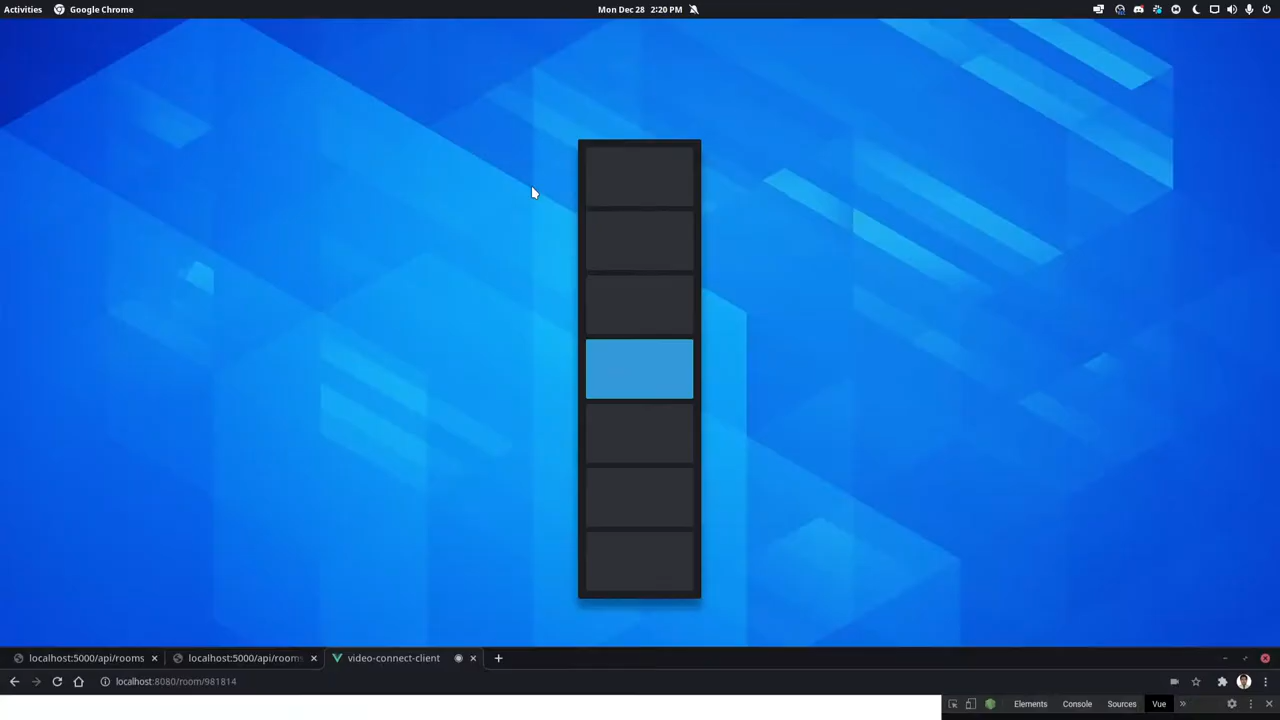 Activities Google Chrome Mon Dec 28 2:20 PM
localhost:5000/api/rooms localhost:5000/api/rooms video-connect-client
localhost:8080/room/981814
Elements Console Sources Vue